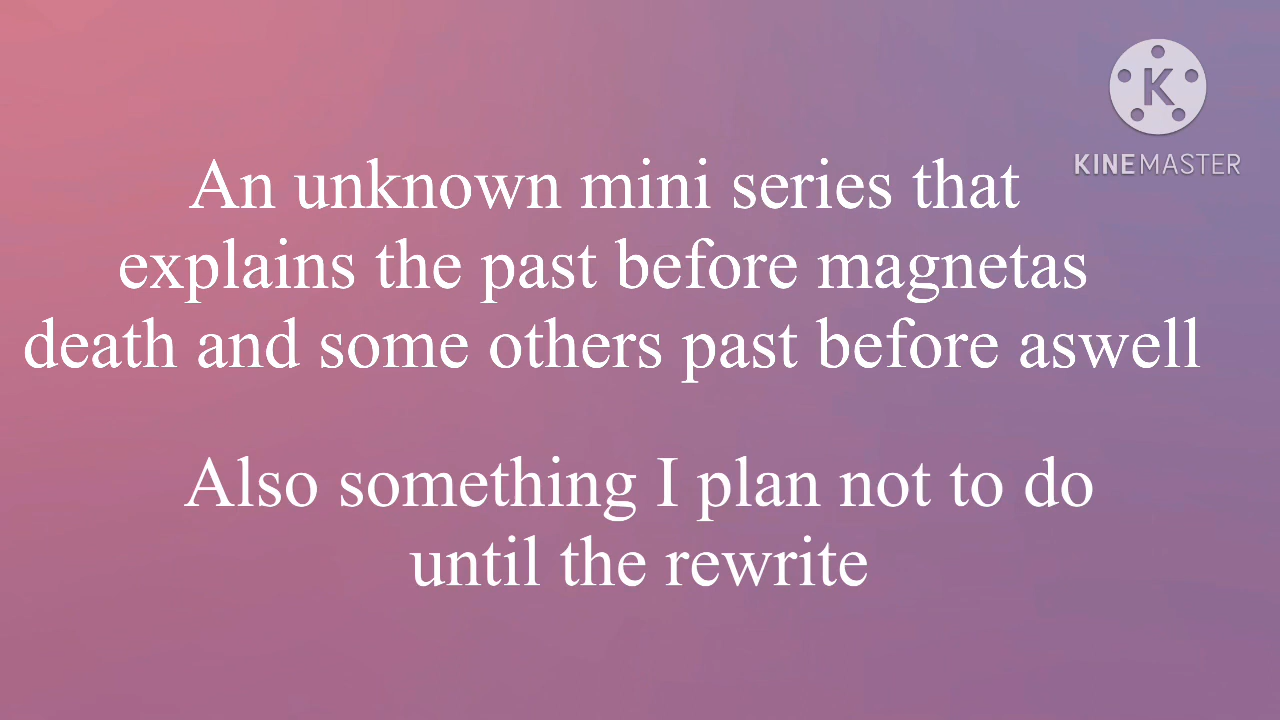 K
KINEMASTER
An unknown mini series that
explains the past before magnetas
death and some others past before aswell
Also something I plan not to do
until the rewrite